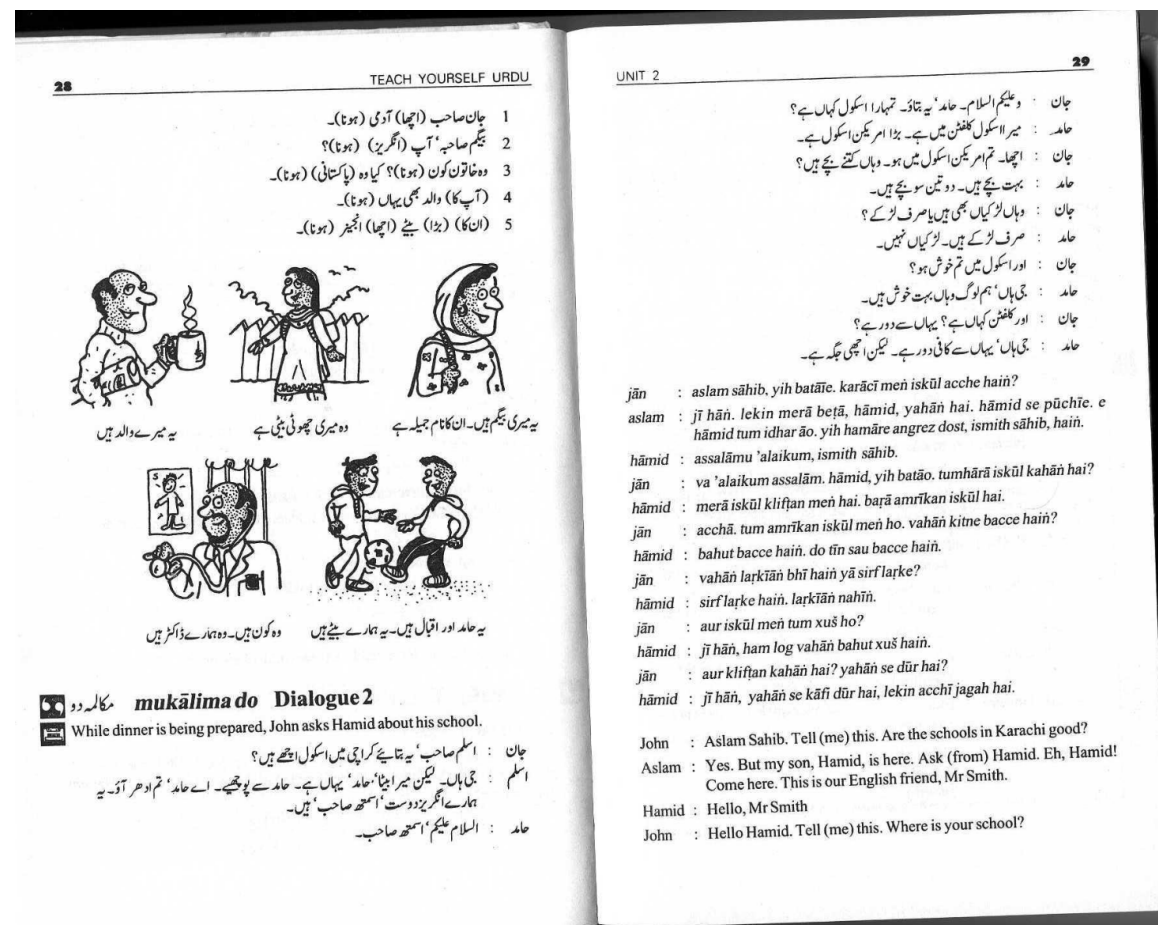 28
TEACH YOURSELF URDU
1 جان صاحب (اچھا) آدمی (ہونا)۔
2 بیگم صاحبہ، آپ (انگریز) (ہونا)؟
3 وہ خاتون کون (ہونا)؟ کیا وہ (پاکستانی) (ہونا)۔
4 (آپ کا) والد بھی یہاں (ہونا)۔
5 (ان کا) (بڑا) بیٹے (اچھا) انجینر (ہونا)۔
یہ میری بیگم ہیں۔ ان کا نام جمیلہ ہے
وہ میری چھوٹی بیٹی ہے
یہ میرے والد ہیں
یہ حامد اور اقبال ہیں۔ یہ ہمارے بیٹے ہیں
وہ کون ہیں۔ وہ ہمارے ڈاکٹر ہیں
مکالمہ دو mukālima do Dialogue 2
While dinner is being prepared, John asks Hamid about his school.
جان : اسلم صاحب، یہ بتایئے کراچی میں اسکول اچھے ہیں؟
اسلم : جی ہاں۔ لیکن میرا بیٹا، حامد، یہاں ہے۔ حامد سے پوچھیے۔ اے حامد، تم ادھر آؤ۔ یہ
ہمارے انگریز دوست، اسمتھ صاحب، ہیں۔
حامد : السلام علیکم، اسمتھ صاحب۔
UNIT 2
29
جان : وعلیکم السلام۔ حامد، یہ بتاؤ۔ تمہارا اسکول کہاں ہے؟
حامد : میرا اسکول کلفٹن میں ہے۔ بڑا امریکن اسکول ہے۔
جان : اچھا۔ تم امریکن اسکول میں ہو۔ وہاں کتنے بچے ہیں؟
حامد : بہت بچے ہیں۔ دو تین سو بچے ہیں۔
جان : وہاں لڑکیاں بھی ہیں یا صرف لڑکے؟
حامد : صرف لڑکے ہیں۔ لڑکیاں نہیں۔
جان : اور اسکول میں تم خوش ہو؟
حامد : جی ہاں، ہم لوگ وہاں بہت خوش ہیں۔
جان : اور کلفٹن کہاں ہے؟ یہاں سے دور ہے؟
حامد : جی ہاں، یہاں سے کافی دور ہے۔ لیکن اچھی جگہ ہے۔
jān : aslam sāhib, yih batāīe. karācī meṅ iskūl acche haiṅ?
aslam : jī hāṅ. lekin merā beṭā, hāmid, yahāṅ hai. hāmid se pūchīe. e
hāmid tum idhar āo. yih hamāre angrez dost, ismith sāhib, haiṅ.
hāmid : assalāmu 'alaikum, ismith sāhib.
jān : va 'alaikum assalām. hāmid, yih batāo. tumhārā iskūl kahāṅ hai?
hāmid : merā iskūl klifṭan meṅ hai. baṛā amrīkan iskūl hai.
jān : acchā. tum amrīkan iskūl meṅ ho. vahāṅ kitne bacce haiṅ?
hāmid : bahut bacce haiṅ. do tīn sau bacce haiṅ.
jān : vahāṅ laṛkīāṅ bhī haiṅ yā sirf laṛke?
hāmid : sirf laṛke haiṅ. laṛkīāṅ nahīṅ.
jān : aur iskūl meṅ tum xuš ho?
hāmid : jī hāṅ, ham log vahāṅ bahut xuš haiṅ.
jān : aur klifṭan kahāṅ hai? yahāṅ se dūr hai?
hāmid : jī hāṅ, yahāṅ se kāfī dūr hai, lekin acchī jagah hai.
John : Aslam Sahib. Tell (me) this. Are the schools in Karachi good?
Aslam : Yes. But my son, Hamid, is here. Ask (from) Hamid. Eh, Hamid!
Come here. This is our English friend, Mr Smith.
Hamid : Hello, Mr Smith
John : Hello Hamid. Tell (me) this. Where is your school?